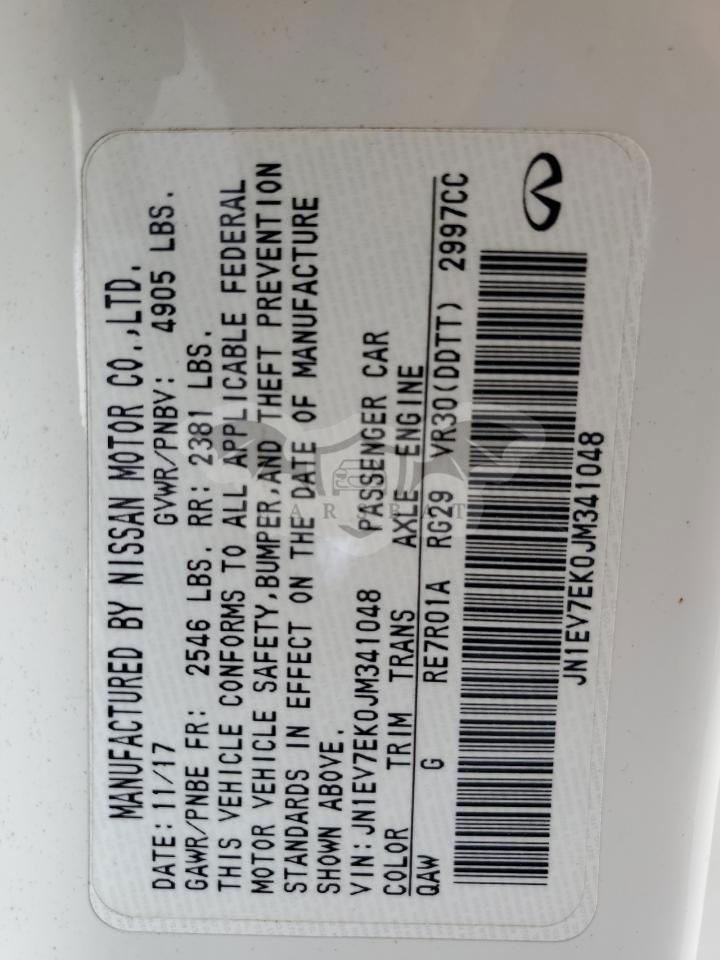 MANUFACTURED BY NISSAN MOTOR CO.,LTD.
DATE: 11/17 GVWR/PNBV: 4905 LBS.
GAWR/PNBE FR: 2546 LBS. RR: 2381 LBS.
THIS VEHICLE CONFORMS TO ALL APPLICABLE FEDERAL
MOTOR VEHICLE SAFETY,BUMPER,AND THEFT PREVENTION
STANDARDS IN EFFECT ON THE DATE OF MANUFACTURE
SHOWN ABOVE.
VIN:JN1EV7EK0JM341048 PASSENGER CAR
COLOR TRIM TRANS AXLE ENGINE
QAW G RE7R01A RG29 VR30(DDTT) 2997CC
JN1EV7EK0JM341048